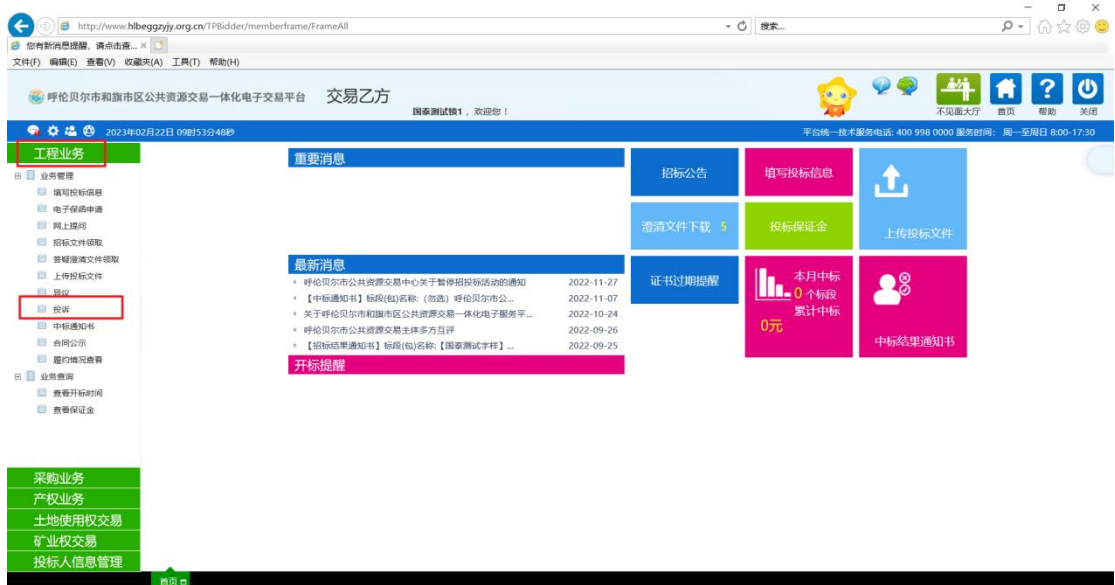 http://www.hlbeggzyjy.org.cn/TPBidder/memberframe/FrameAll
搜索...
您有新消息提醒，请点击查...
文件(F) 编辑(E) 查看(V) 收藏夹(A) 工具(T) 帮助(H)
呼伦贝尔市和旗市区公共资源交易一体化电子交易平台 交易乙方
国泰测试锁1，欢迎您！
不见面大厅 首页 帮助 关闭
2023年02月22日 09时53分48秒
平台统一技术服务电话: 400 998 0000 服务时间: 周一至周日 8:00-17:30
工程业务
业务管理
填写投标信息
电子保函申请
网上提问
招标文件领取
答疑澄清文件领取
上传投标文件
异议
投诉
中标通知书
合同公示
履约情况查看
业务查询
查看开标时间
查看保证金
采购业务
产权业务
土地使用权交易
矿业权交易
投标人信息管理
重要消息
最新消息
呼伦贝尔市公共资源交易中心关于暂停招投标活动的通知 2022-11-27
【中标通知书】标段(包)名称:（勿选）呼伦贝尔市公... 2022-11-07
关于呼伦贝尔市和旗市区公共资源交易一体化电子服务平... 2022-10-24
呼伦贝尔市公共资源交易主体多方互评 2022-09-26
【招标结果通知书】标段(包)名称:【国泰测试字样】... 2022-09-25
开标提醒
招标公告
填写投标信息
上传投标文件
澄清文件下载 5
投标保证金
证书过期提醒
本月中标
0 个标段
累计中标
0元
中标结果通知书
首页